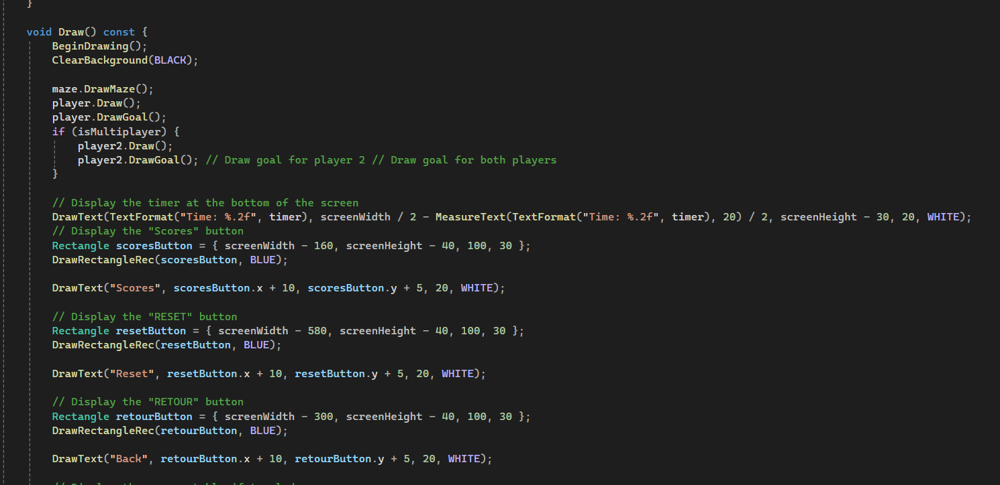 }
void Draw() const {
BeginDrawing();
ClearBackground(BLACK);
maze.DrawMaze();
player.Draw();
player.DrawGoal();
if (isMultiplayer) {
player2.Draw();
player2.DrawGoal(); // Draw goal for player 2 // Draw goal for both players
}
// Display the timer at the bottom of the screen
DrawText(TextFormat("Time: %.2f", timer), screenWidth / 2 - MeasureText(TextFormat("Time: %.2f", timer), 20) / 2, screenHeight - 30, 20, WHITE);
// Display the "Scores" button
Rectangle scoresButton = { screenWidth - 160, screenHeight - 40, 100, 30 };
DrawRectangleRec(scoresButton, BLUE);
DrawText("Scores", scoresButton.x + 10, scoresButton.y + 5, 20, WHITE);
// Display the "RESET" button
Rectangle resetButton = { screenWidth - 580, screenHeight - 40, 100, 30 };
DrawRectangleRec(resetButton, BLUE);
DrawText("Reset", resetButton.x + 10, resetButton.y + 5, 20, WHITE);
// Display the "RETOUR" button
Rectangle retourButton = { screenWidth - 300, screenHeight - 40, 100, 30 };
DrawRectangleRec(retourButton, BLUE);
DrawText("Back", retourButton.x + 10, retourButton.y + 5, 20, WHITE);